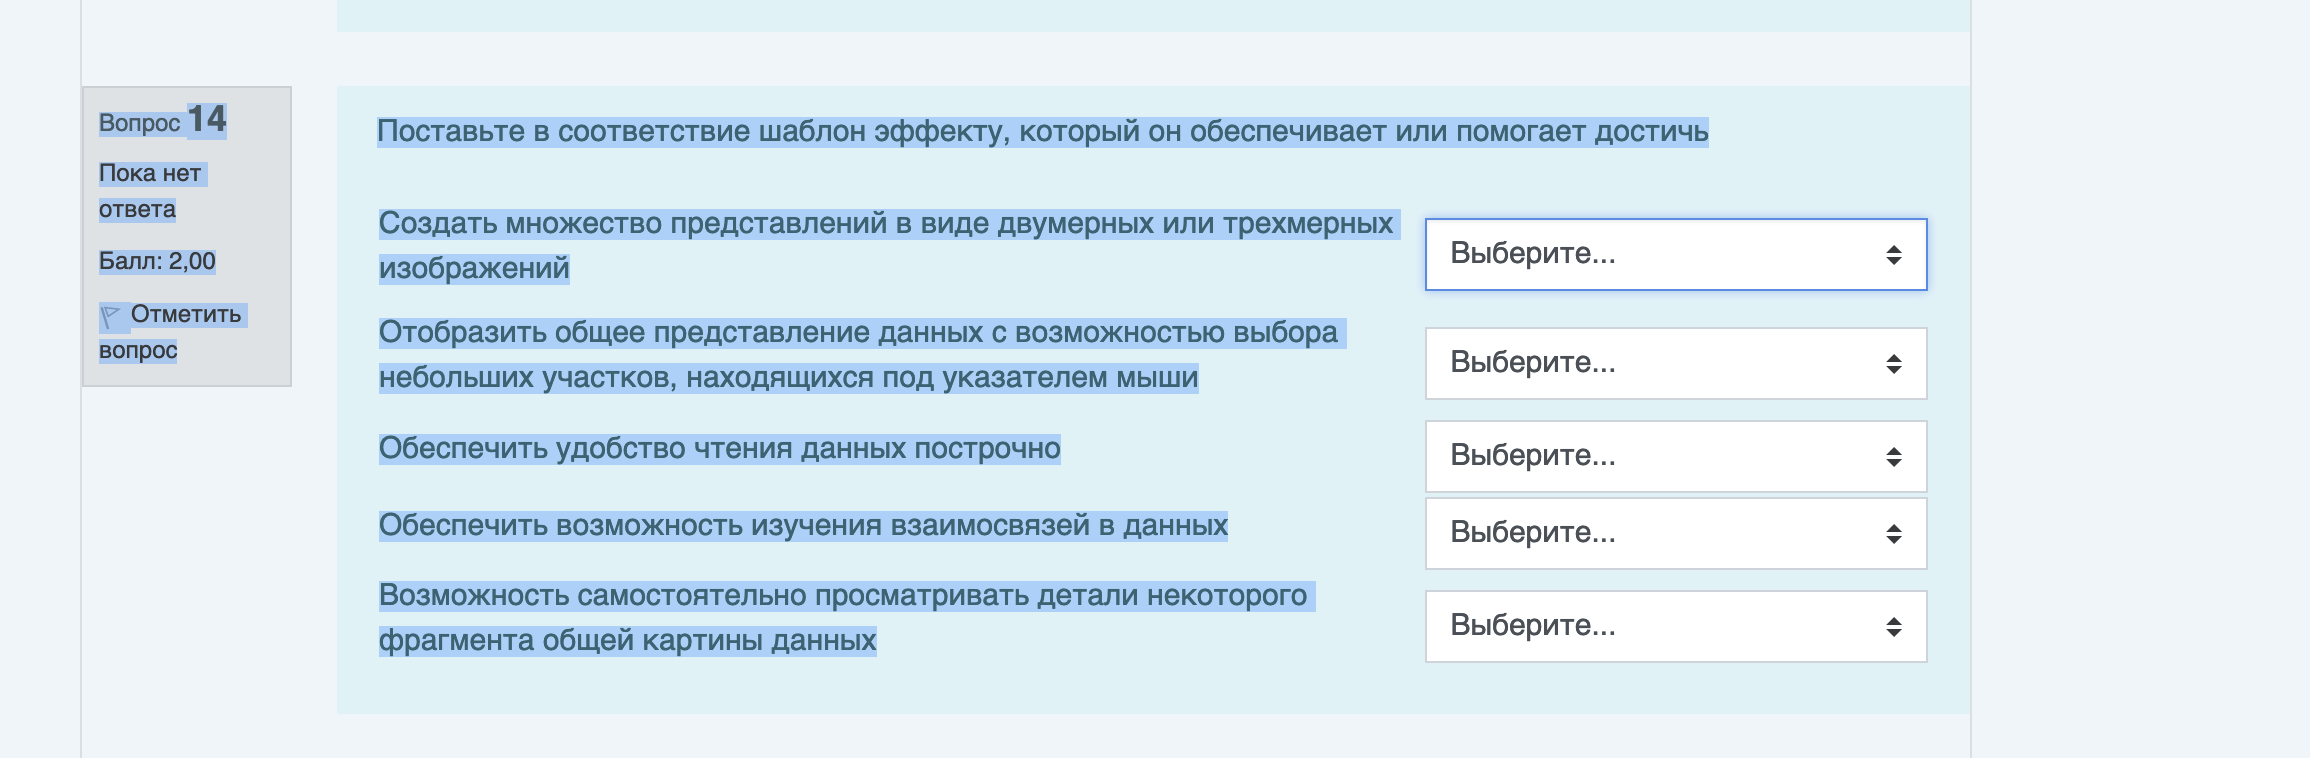 Вопрос 14
Пока нет
ответа
Балл: 2,00
Отметить
вопрос
Поставьте в соответствие шаблон эффекту, который он обеспечивает или помогает достичь
Создать множество представлений в виде двумерных или трехмерных
изображений
Выберите...
Отобразить общее представление данных с возможностью выбора
небольших участков, находящихся под указателем мыши
Выберите...
Обеспечить удобство чтения данных построчно
Выберите...
Обеспечить возможность изучения взаимосвязей в данных
Выберите...
Возможность самостоятельно просматривать детали некоторого
фрагмента общей картины данных
Выберите...